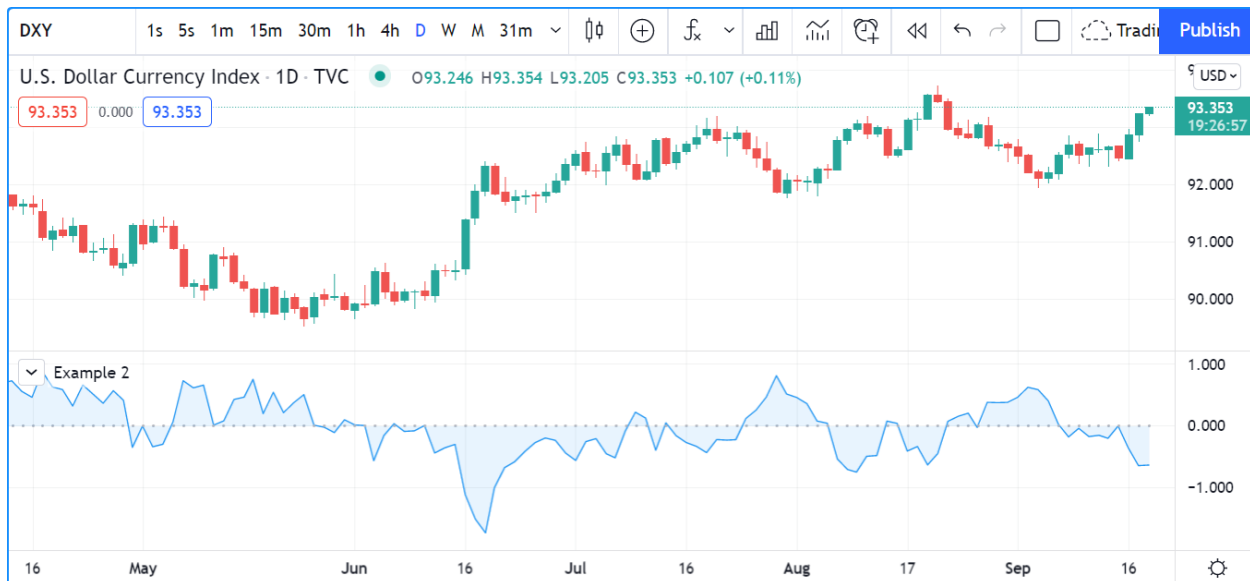 DXY 1s 5s 1m 15m 30m 1h 4h D W M 31m Publish
U.S. Dollar Currency Index · 1D · TVC O93.246 H93.354 L93.205 C93.353 +0.107 (+0.11%) USD
93.353 0.000 93.353
93.353
19:26:57
92.000
91.000
90.000
Example 2
1.000
0.000
−1.000
16 May Jun 16 Jul 16 Aug 17 Sep 16